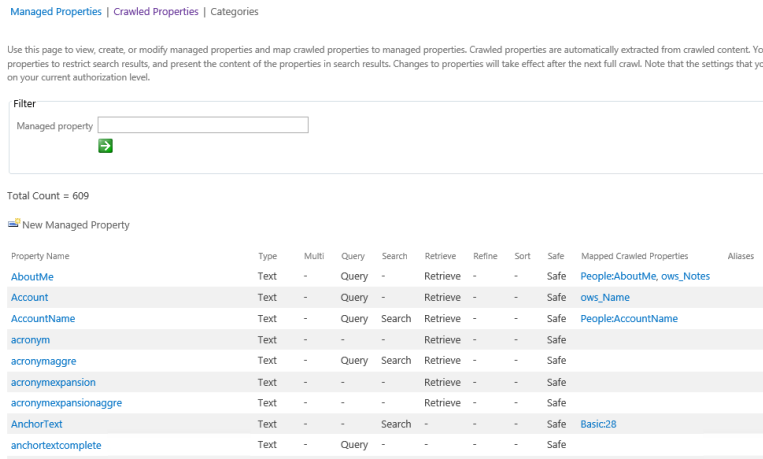 Managed Properties | Crawled Properties | Categories
Use this page to view, create, or modify managed properties and map crawled properties to managed properties. Crawled properties are automatically extracted from crawled content. Yo
properties to restrict search results, and present the content of the properties in search results. Changes to properties will take effect after the next full crawl. Note that the settings that yo
on your current authorization level.
Filter
Managed property
Total Count = 609
New Managed Property
Property Name Type Multi Query Search Retrieve Refine Sort Safe Mapped Crawled Properties Aliases
AboutMe Text - Query - Retrieve - - Safe People:AboutMe, ows_Notes
Account Text - Query - Retrieve - - Safe ows_Name
AccountName Text - Query Search Retrieve - - Safe People:AccountName
acronym Text - - - Retrieve - - Safe
acronymaggre Text - Query Search Retrieve - - Safe
acronymexpansion Text - - - Retrieve - - Safe
acronymexpansionaggre Text - - - Retrieve - - Safe
AnchorText Text - - Search - - - Safe Basic:28
anchortextcomplete Text - Query - - - - Safe